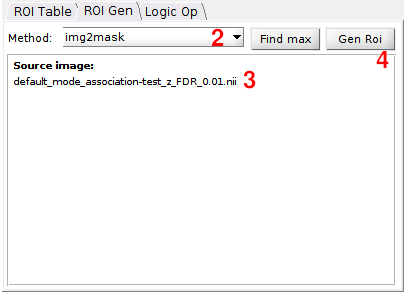 ROI Table ROI Gen Logic Op
Method: img2mask 2 Find max Gen Roi
4
Source image:
default_mode_association-test_z_FDR_0.01.nii 3